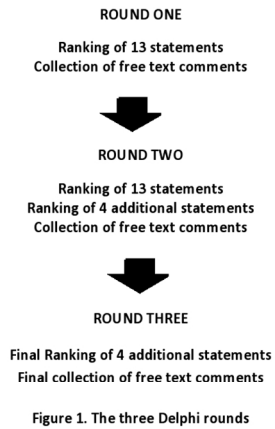 ROUND ONE
Ranking of 13 statements
Collection of free text comments
ROUND TWO
Ranking of 13 statements
Ranking of 4 additional statements
Collection of free text comments
ROUND THREE
Final Ranking of 4 additional statements
Final collection of free text comments
Figure 1. The three Delphi rounds